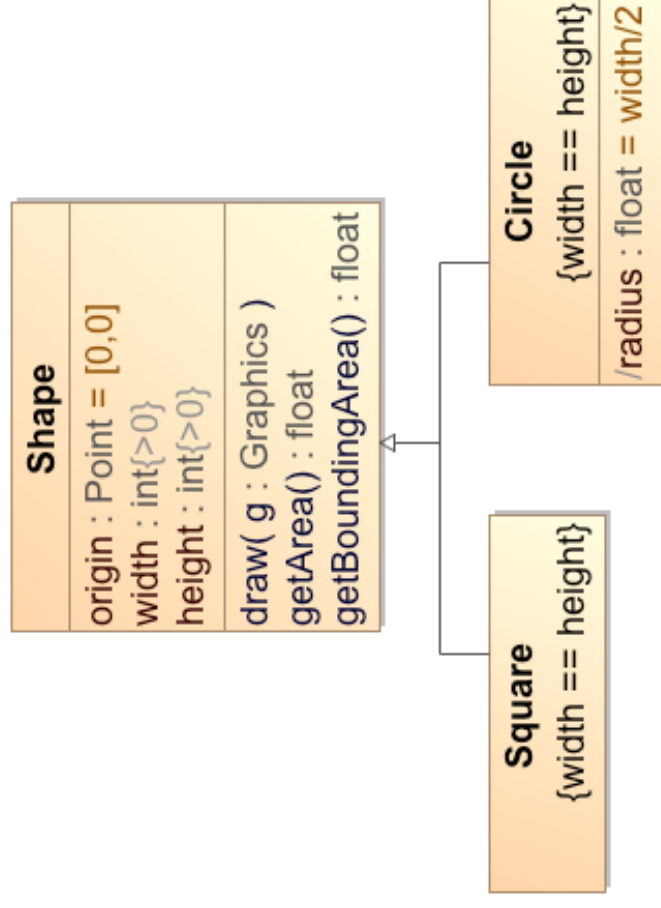 Shape
origin : Point = [0,0]
width : int{>0}
height : int{>0}
draw( g : Graphics )
getArea() : float
getBoundingArea() : float
Square
{width == height}
Circle
{width == height}
/radius : float = width/2